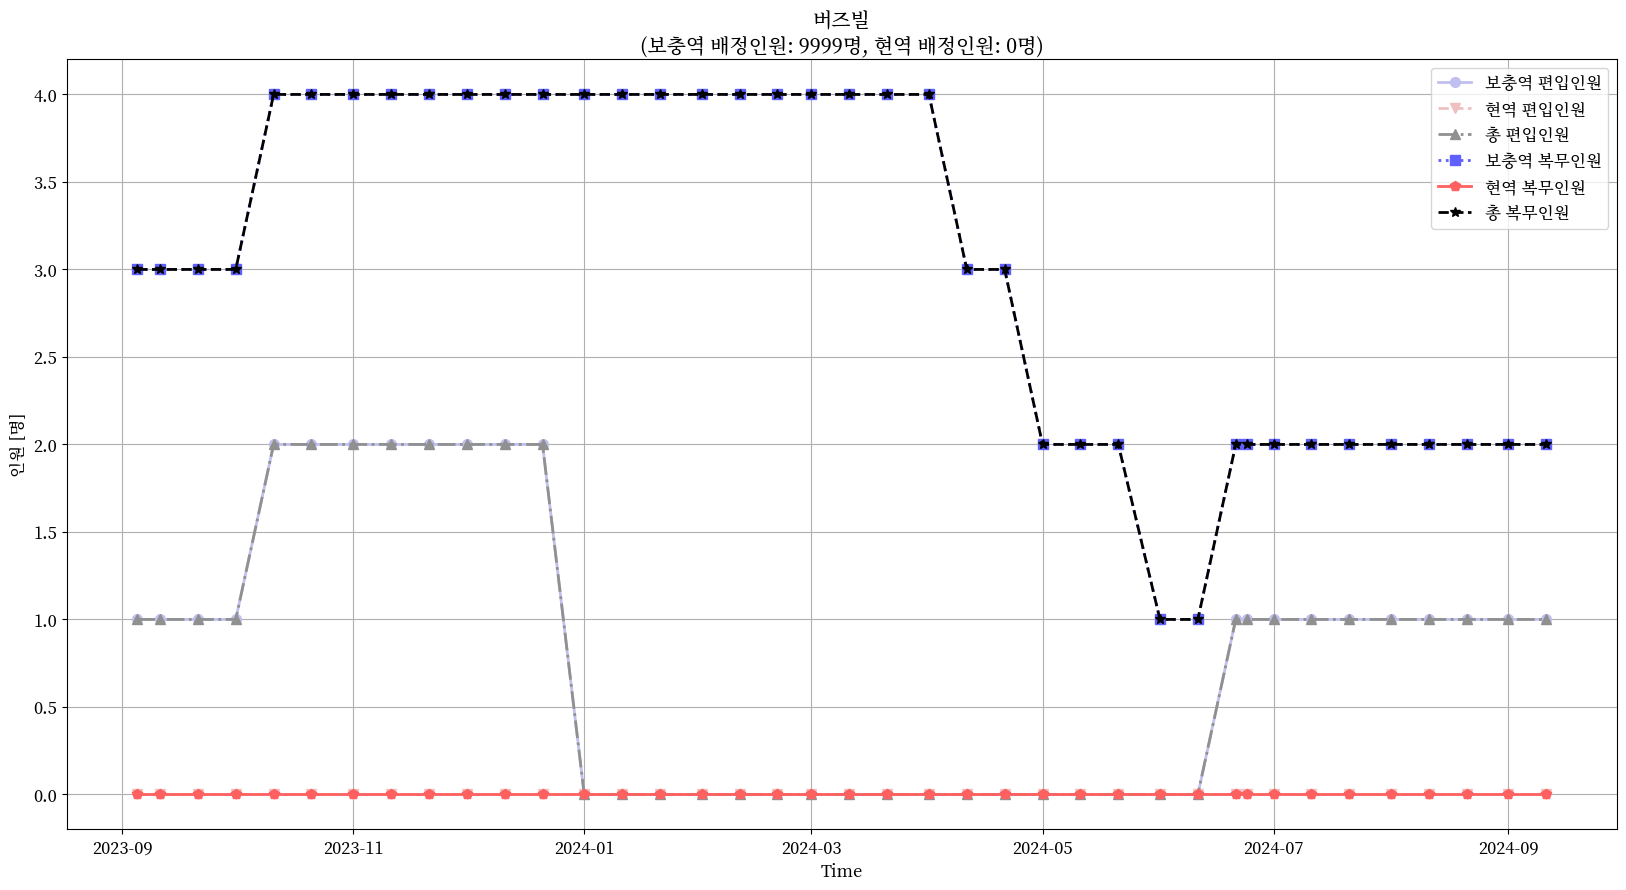 버즈빌
(보충역 배정인원: 9999명, 현역 배정인원: 0명)
보충역 편입인원
현역 편입인원
총 편입인원
보충역 복무인원
현역 복무인원
총 복무인원
인원 [명]
4.0
3.5
3.0
2.5
2.0
1.5
1.0
0.5
0.0
2023-09
2023-11
2024-01
2024-03
2024-05
2024-07
2024-09
Time